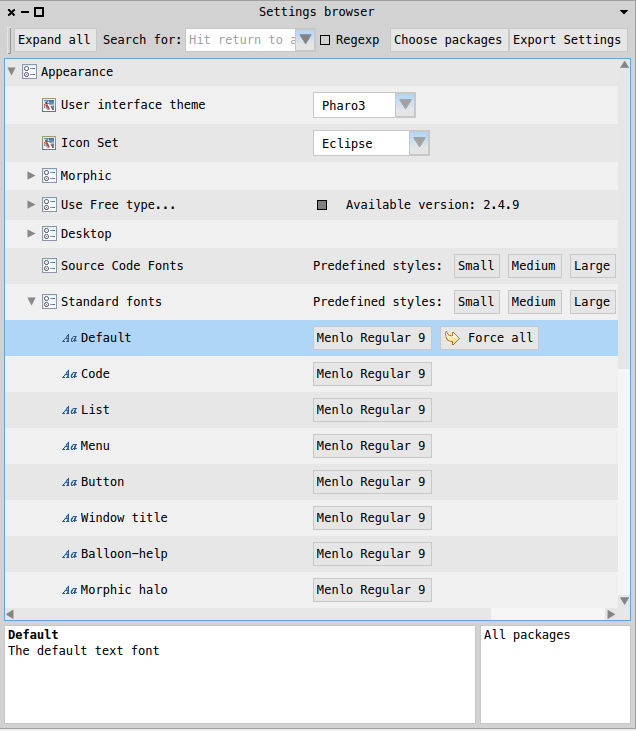 Settings browser
Expand all Search for: Hit return to a Regexp Choose packages Export Settings
Appearance
User interface theme Pharo3
Icon Set Eclipse
Morphic
Use Free type... Available version: 2.4.9
Desktop
Source Code Fonts Predefined styles: Small Medium Large
Standard fonts Predefined styles: Small Medium Large
Aa Default Menlo Regular 9 Force all
Aa Code Menlo Regular 9
Aa List Menlo Regular 9
Aa Menu Menlo Regular 9
Aa Button Menlo Regular 9
Aa Window title Menlo Regular 9
Aa Balloon-help Menlo Regular 9
Aa Morphic halo Menlo Regular 9
Default All packages
The default text font